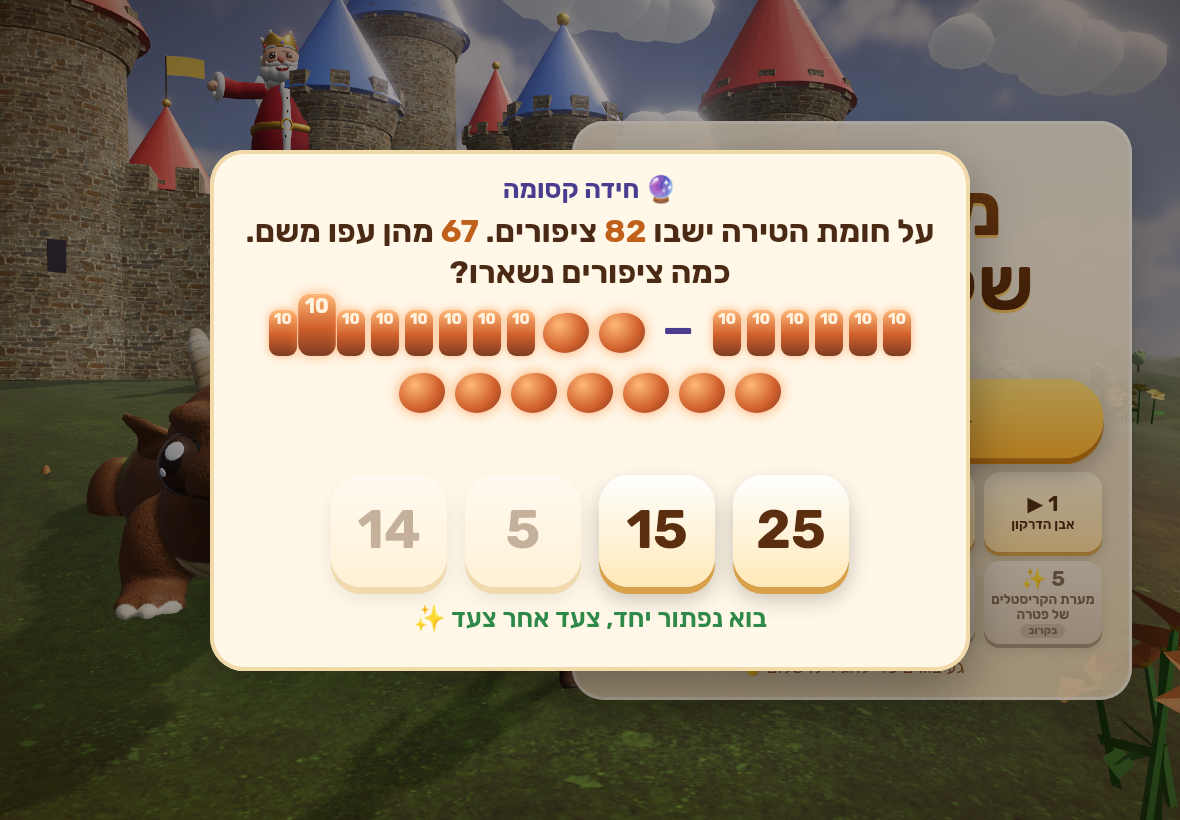 🔮 חידה קסומה
על חומת הטירה ישבו 82 ציפורים. 67 מהן עפו משם.
כמה ציפורים נשארו?
10 10 10 10 10 10 10 10 – 10 10 10 10 10 10
14 5 15 25
בוא נפתור יחד, צעד אחר צעד ✨
1 ▶
אבן הדרקון
5 ✨
מערת הקריסטלים
של פטרה
בקרוב